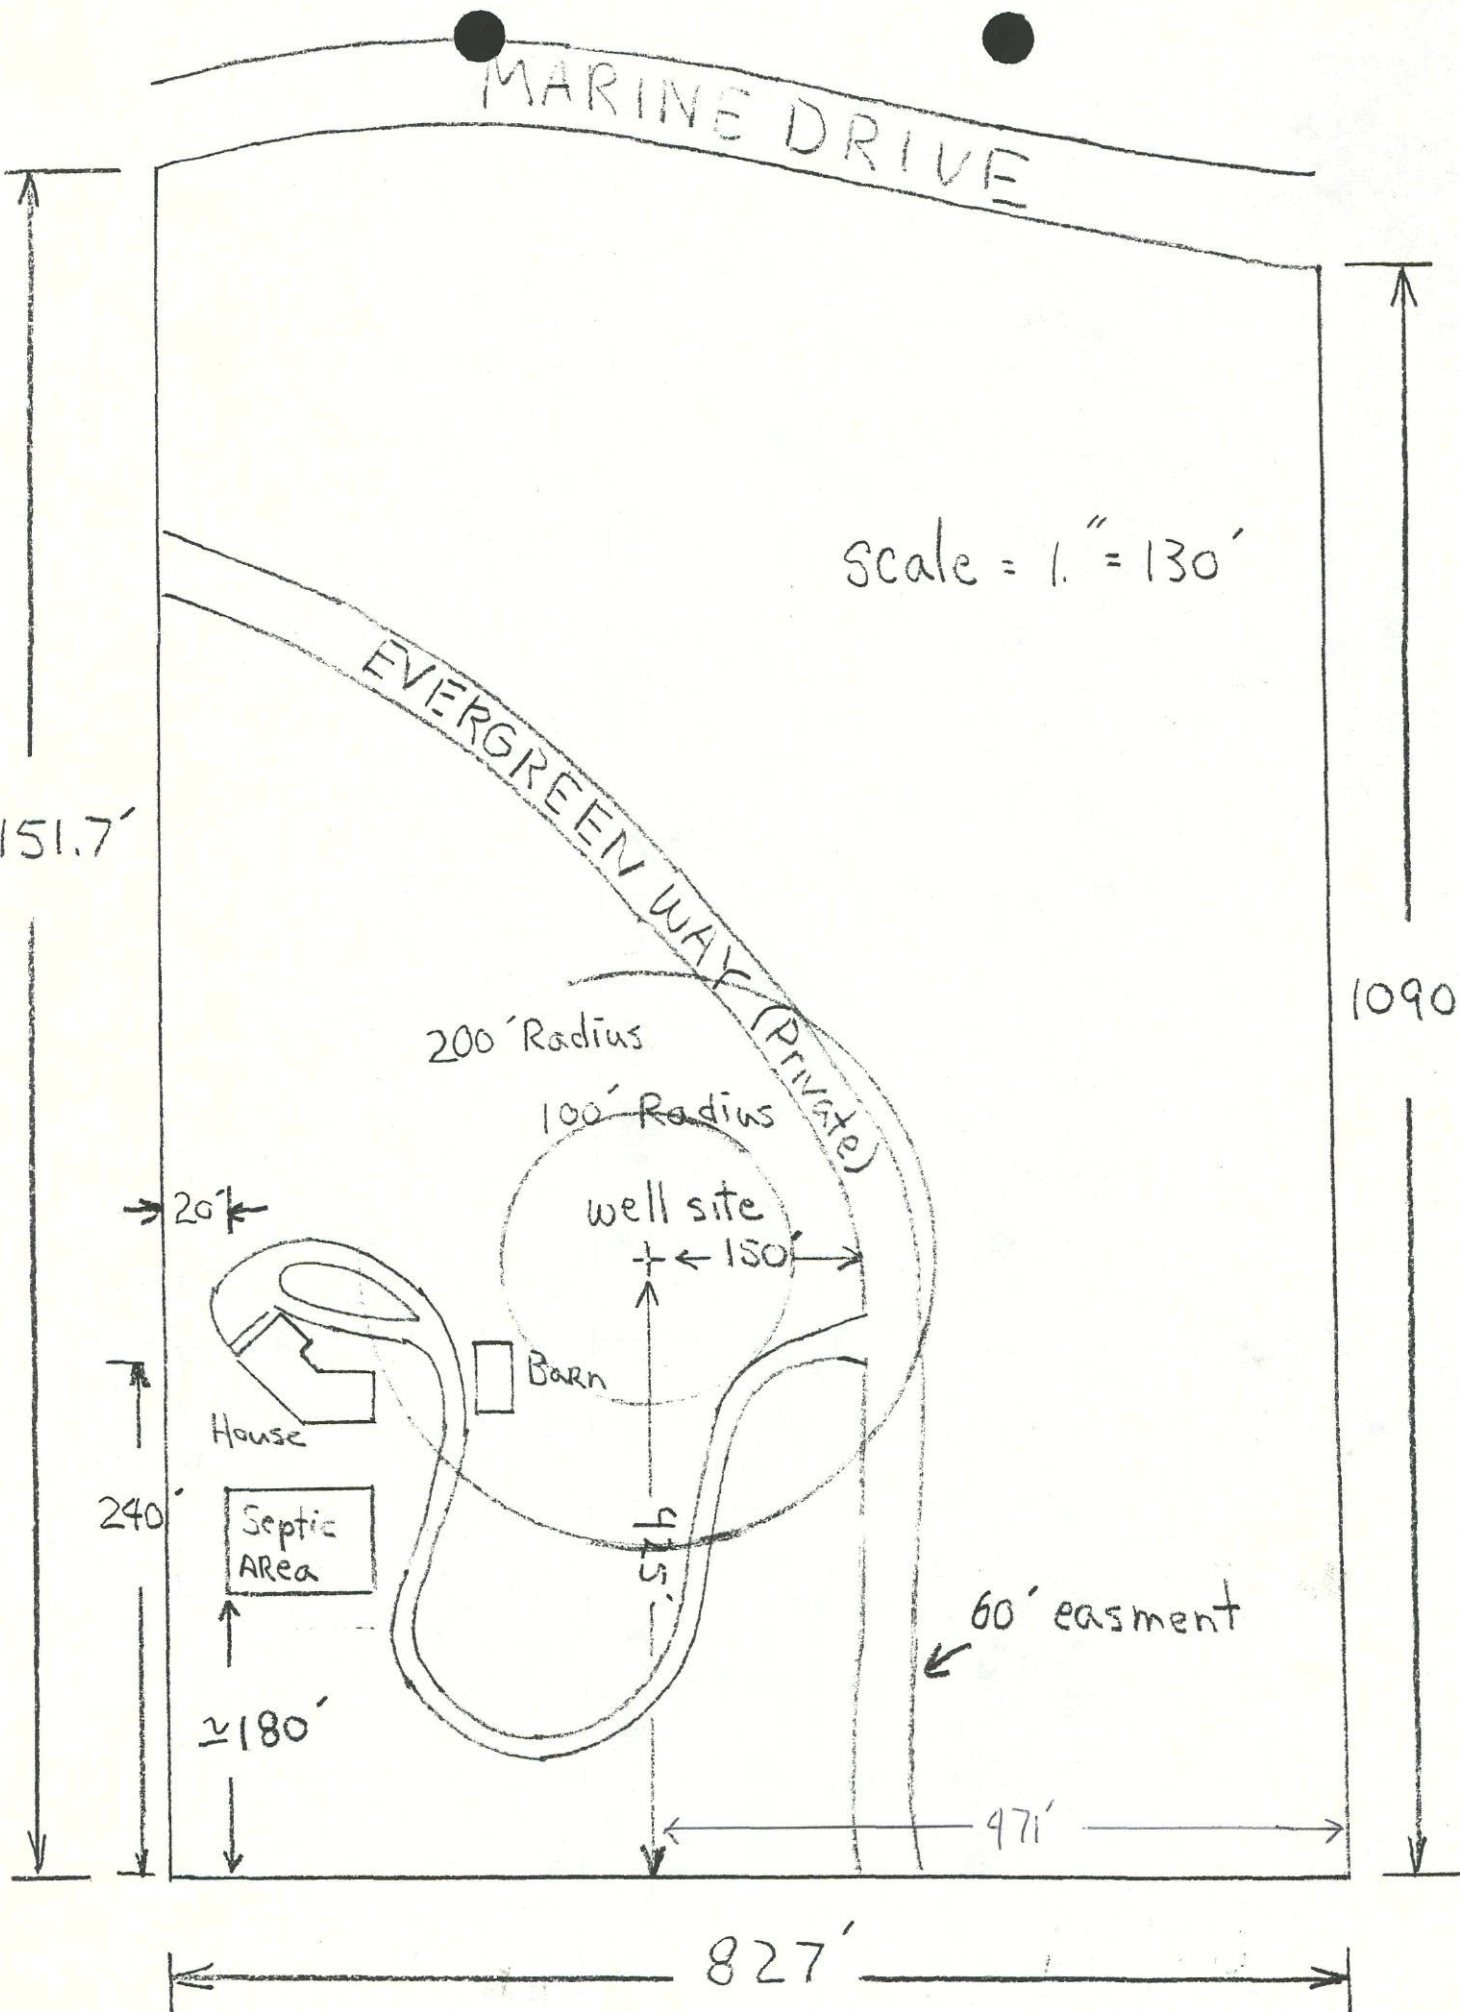 MARINE DRIVE
scale = 1." = 130'
EVERGREEN WAY (Private)
151.7'
1090
200' Radius
100' Radius
20'
well site
150'
Barn
House
240'
Septic
Area
425'
60' easment
≃180'
471'
827'